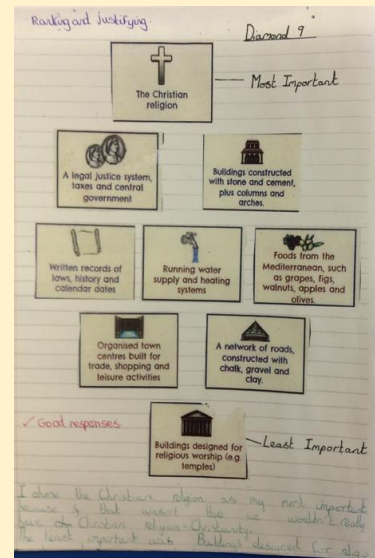 Ranking and justifying.
Diamond 9
The Christian
religion
Most Important
A legal justice system,
taxes and central
government
Buildings constructed
with stone and cement,
plus columns and
arches.
Written records of
laws, history and
calendar dates
Running water
supply and heating
systems
Foods from the
Mediterranean, such
as grapes, figs,
walnuts, apples and
olives.
Organised town
centres built for
trade, shopping and
leisure activities
A network of roads,
constructed with
chalk, gravel and
clay.
✓ Good responses
Buildings designed for
religious worship (e.g.
temples)
Least Important
I chose the Christian religion as my most important
because if that wasn't we wouldn't really
have Christian religion-Christianity.
The least important was Buildings designed for